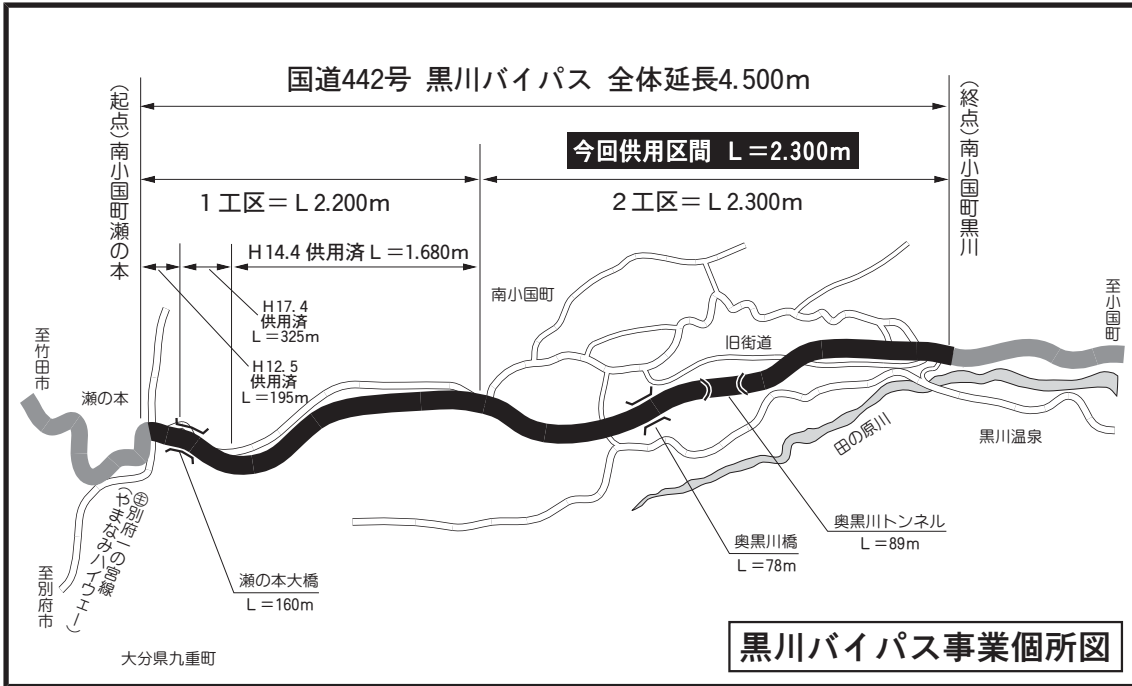 国道442号 黒川バイパス 全体延長4.500m
(起点)南小国町瀬の本
(終点)南小国町黒川
今回供用区間 L=2.300m
1工区=L2.200m
2工区=L2.300m
H14.4 供用済 L=1.680m
H17.4
供用済
L=325m
H12.5
供用済
L=195m
南小国町
旧街道
至小国町
至竹田市
瀬の本
田の原川
黒川温泉
㊤別府一の宮線
(やまなみハイウェー)
至別府市
瀬の本大橋
L=160m
奥黒川橋
L=78m
奥黒川トンネル
L=89m
大分県九重町
黒川バイパス事業個所図